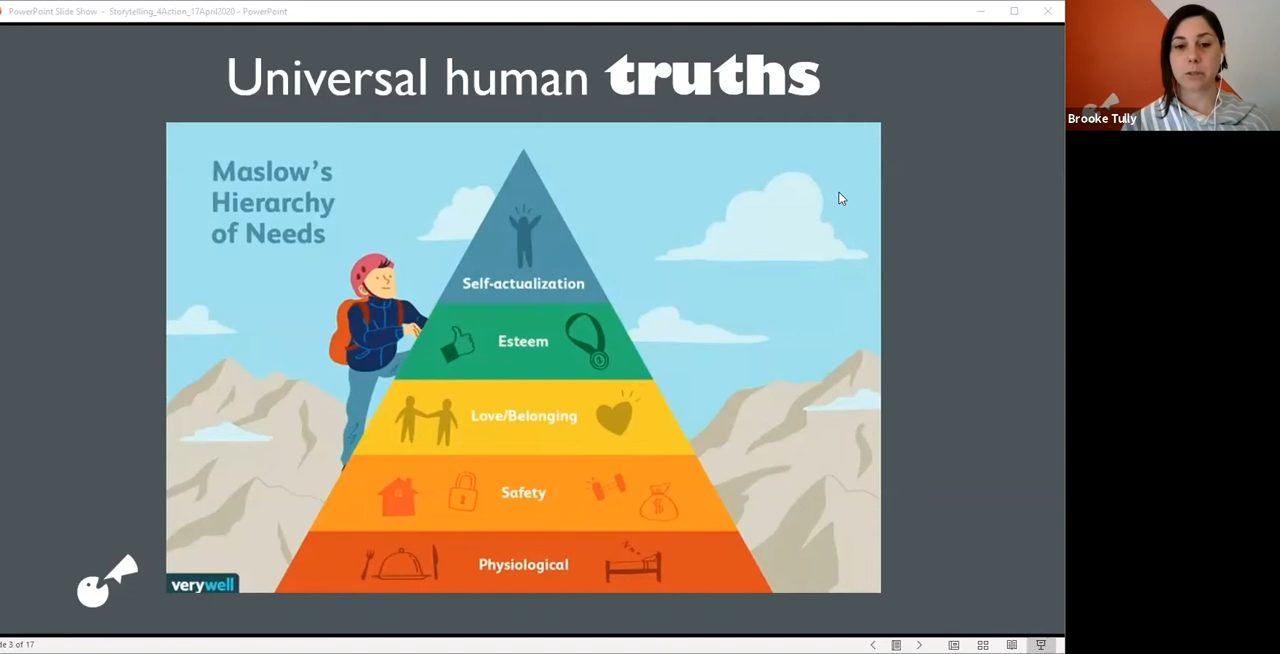 PowerPoint Slide Show - Storytelling_4Action_17April2020 - PowerPoint
Universal human truths
Brooke Tully
Maslow's
Hierarchy
of Needs
Self-actualization
Esteem
Love/Belonging
Safety
$
Physiological
verywell
de 3 of 17